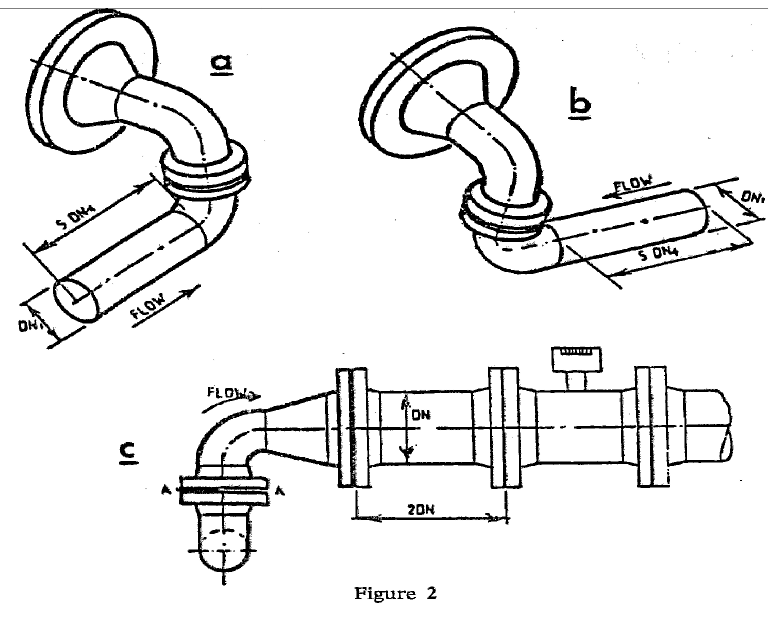 a
b
5 DN₁
FLOW
DN₁
FLOW
DN₁
5 DN₁
c
FLOW
DN
A A
2DN
Figure 2